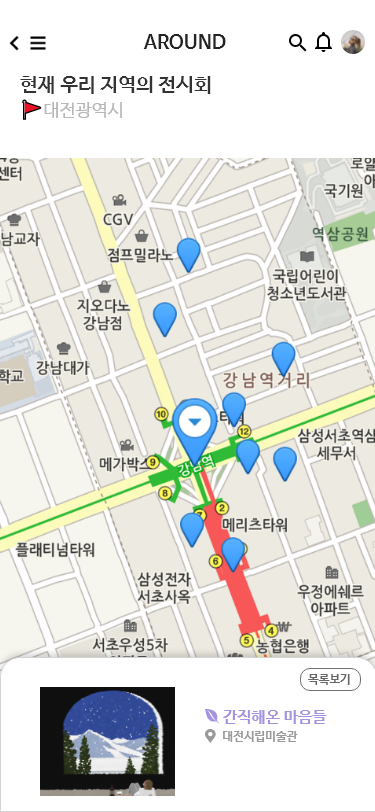 AROUND
현재 우리 지역의 전시회
대전광역시
센터
로얄
국기원
CGV
남교자
점프밀라노
역삼공원
국립어린이
청소년도서관
지오다노
강남점
강남대가
학교
강남역거리
10
12
메가박스
9
강남역
삼성서초역삼
세무서
8
7
2
메리츠타워
플래티넘타워
6
삼성전자
서초사옥
우정에쉐르
아파트
서초우성5차
아파트
5
4
농협은행
목록보기
간직해온 마음들
대전시립미술관